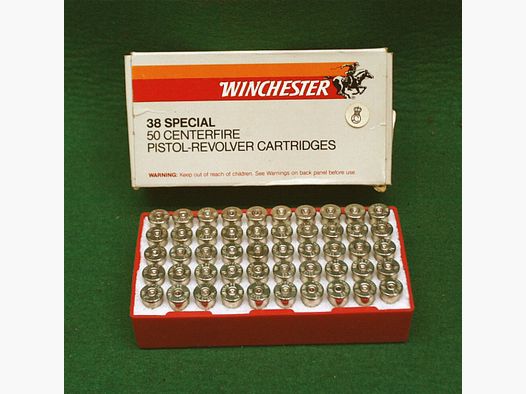 WINCHESTER
38 SPECIAL
50 CENTERFIRE
PISTOL-REVOLVER CARTRIDGES
WARNING: Keep out of reach of children. See Warnings on back panel before use.